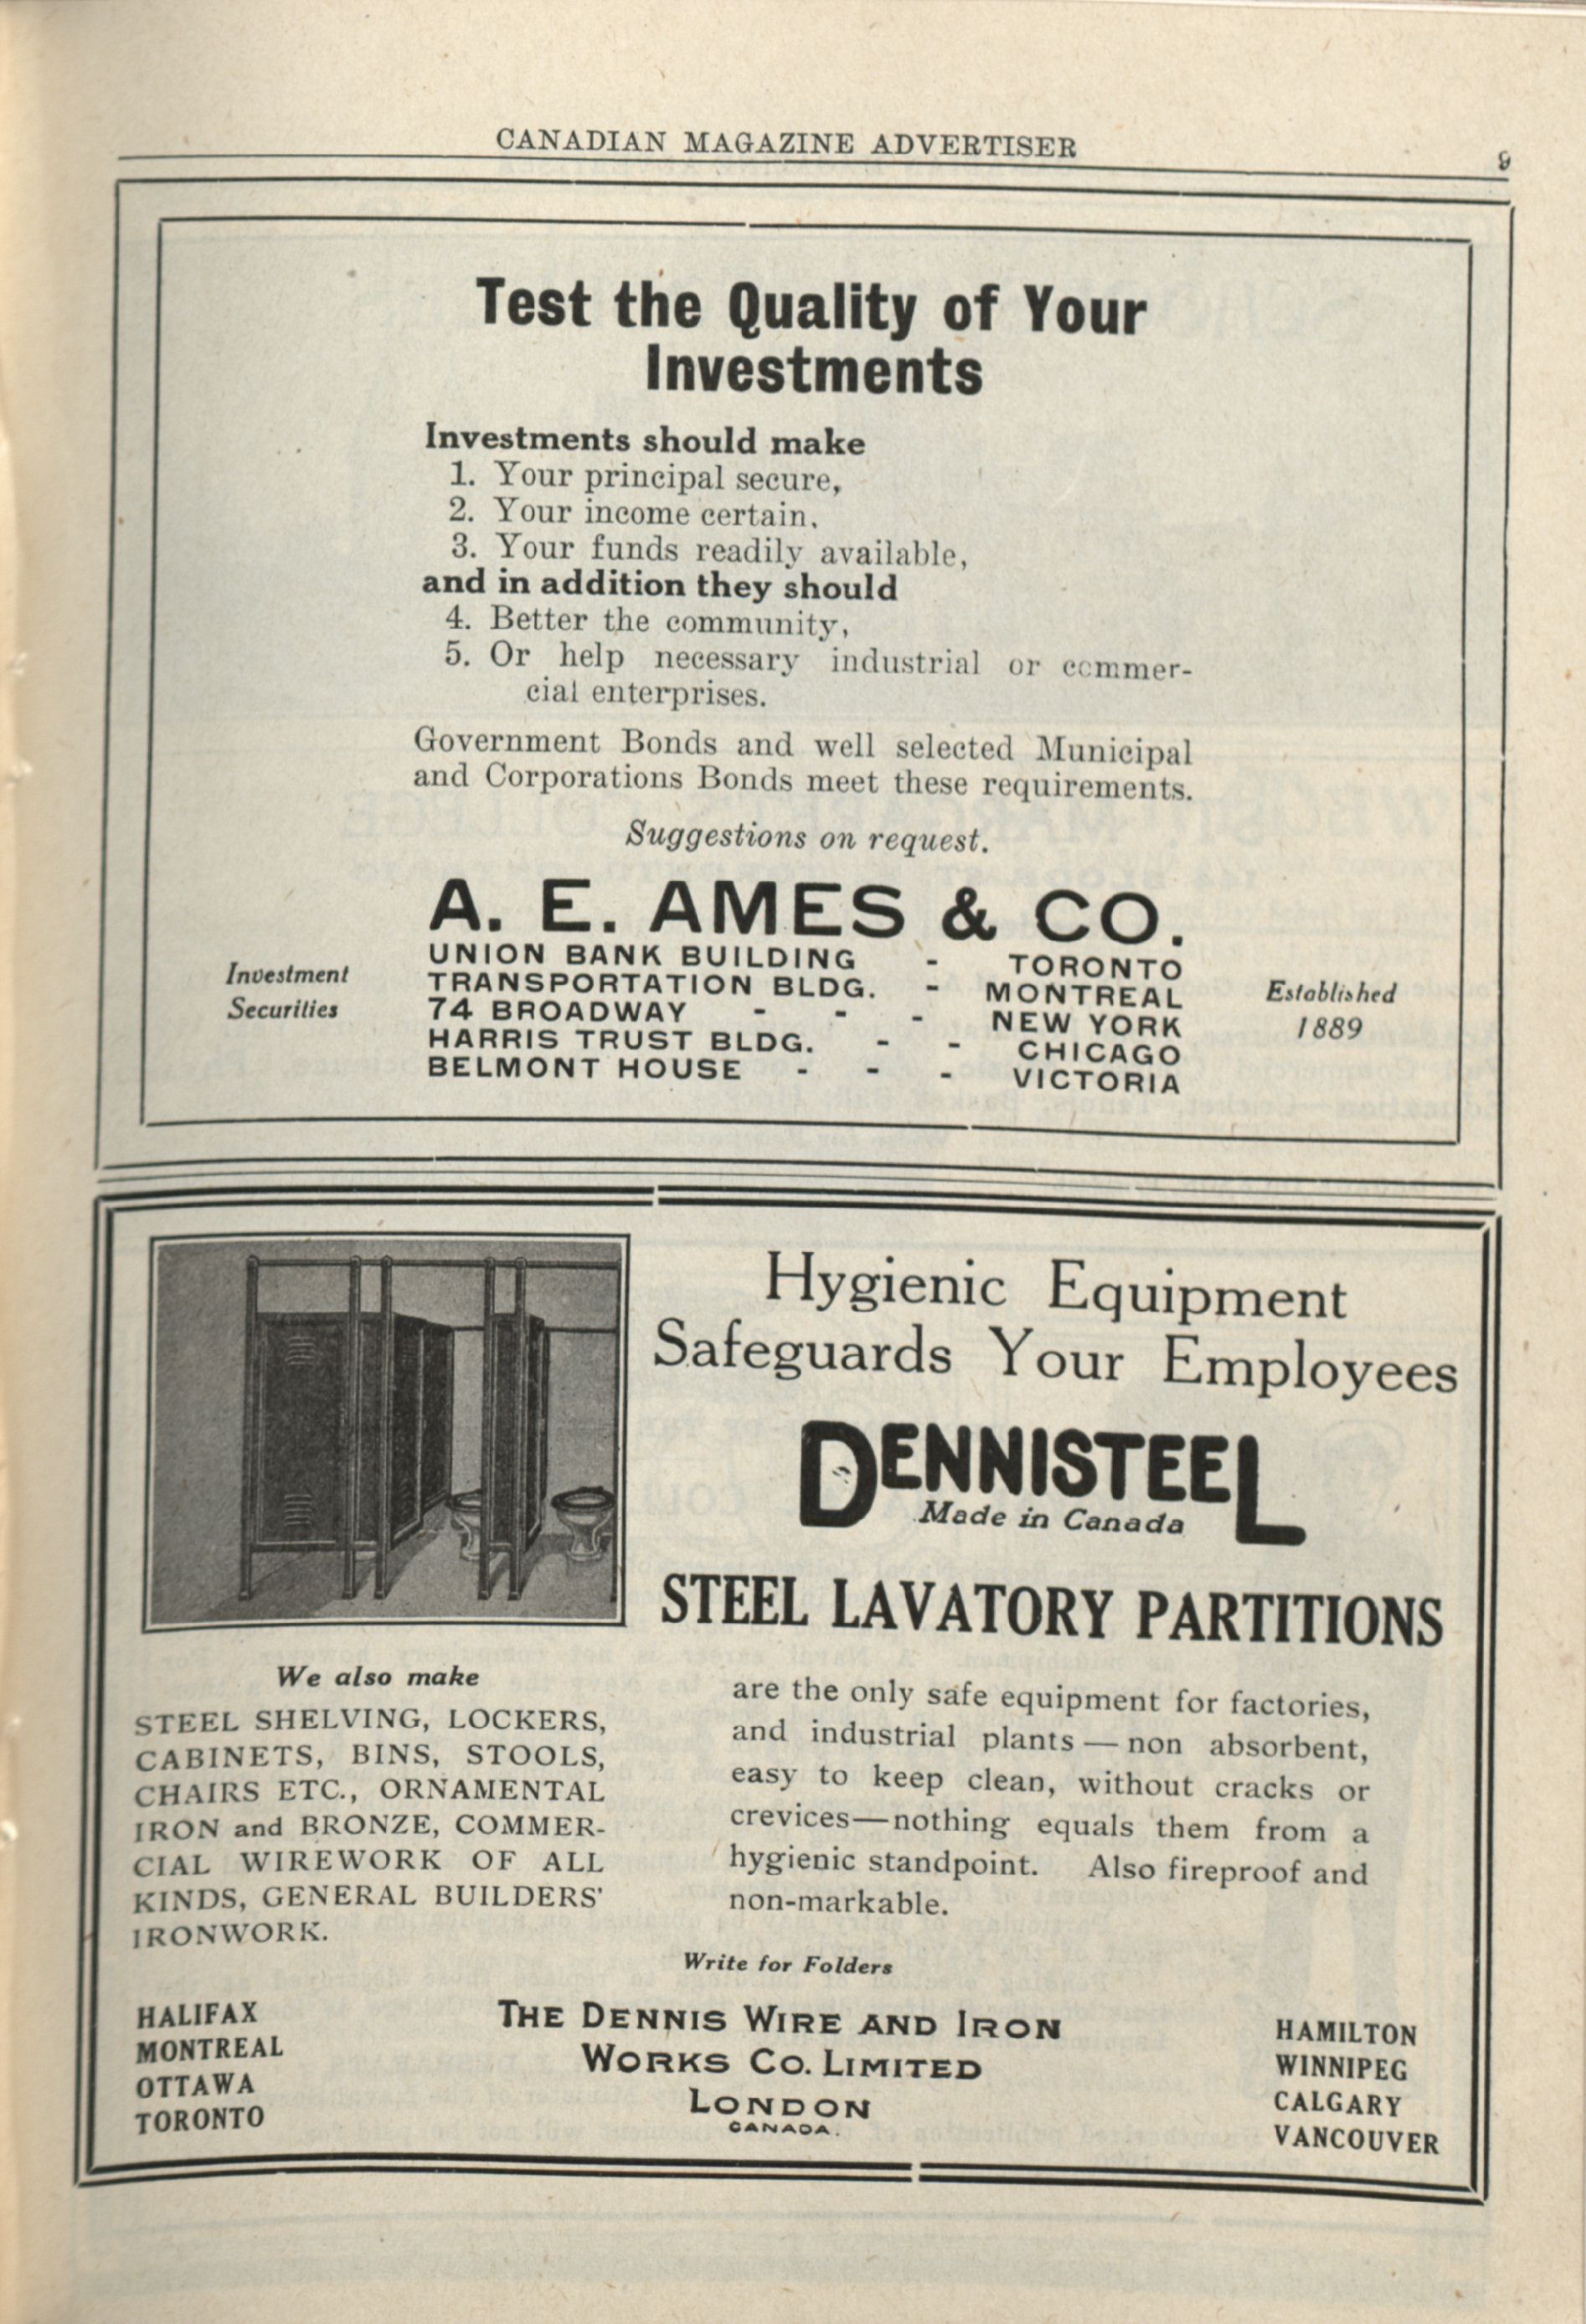 CANADIAN MAGAZINE ADVERTISER
9
Test the Quality of Your
Investments
Investments should make
1. Your principal secure,
2. Your income certain,
3. Your funds readily available,
and in addition they should
4. Better the community,
5. Or help necessary industrial or commer-
cial enterprises.
Government Bonds and well selected Municipal
and Corporations Bonds meet these requirements.
Suggestions on request.
A. E. AMES & CO.
Investment
Securities
UNION BANK BUILDING - TORONTO
TRANSPORTATION BLDG. - MONTREAL
74 BROADWAY - - - NEW YORK
HARRIS TRUST BLDG. - - CHICAGO
BELMONT HOUSE - - - VICTORIA
Established
1889
Hygienic Equipment
Safeguards Your Employees
DENNISTEEL
Made in Canada
STEEL LAVATORY PARTITIONS
We also make
STEEL SHELVING, LOCKERS,
CABINETS, BINS, STOOLS,
CHAIRS ETC., ORNAMENTAL
IRON and BRONZE, COMMER-
CIAL WIREWORK OF ALL
KINDS, GENERAL BUILDERS'
IRONWORK.
are the only safe equipment for factories,
and industrial plants — non absorbent,
easy to keep clean, without cracks or
crevices—nothing equals them from a
hygienic standpoint. Also fireproof and
non-markable.
Write for Folders
HALIFAX
MONTREAL
OTTAWA
TORONTO
THE DENNIS WIRE AND IRON
WORKS CO. LIMITED
LONDON
CANADA.
HAMILTON
WINNIPEG
CALGARY
VANCOUVER